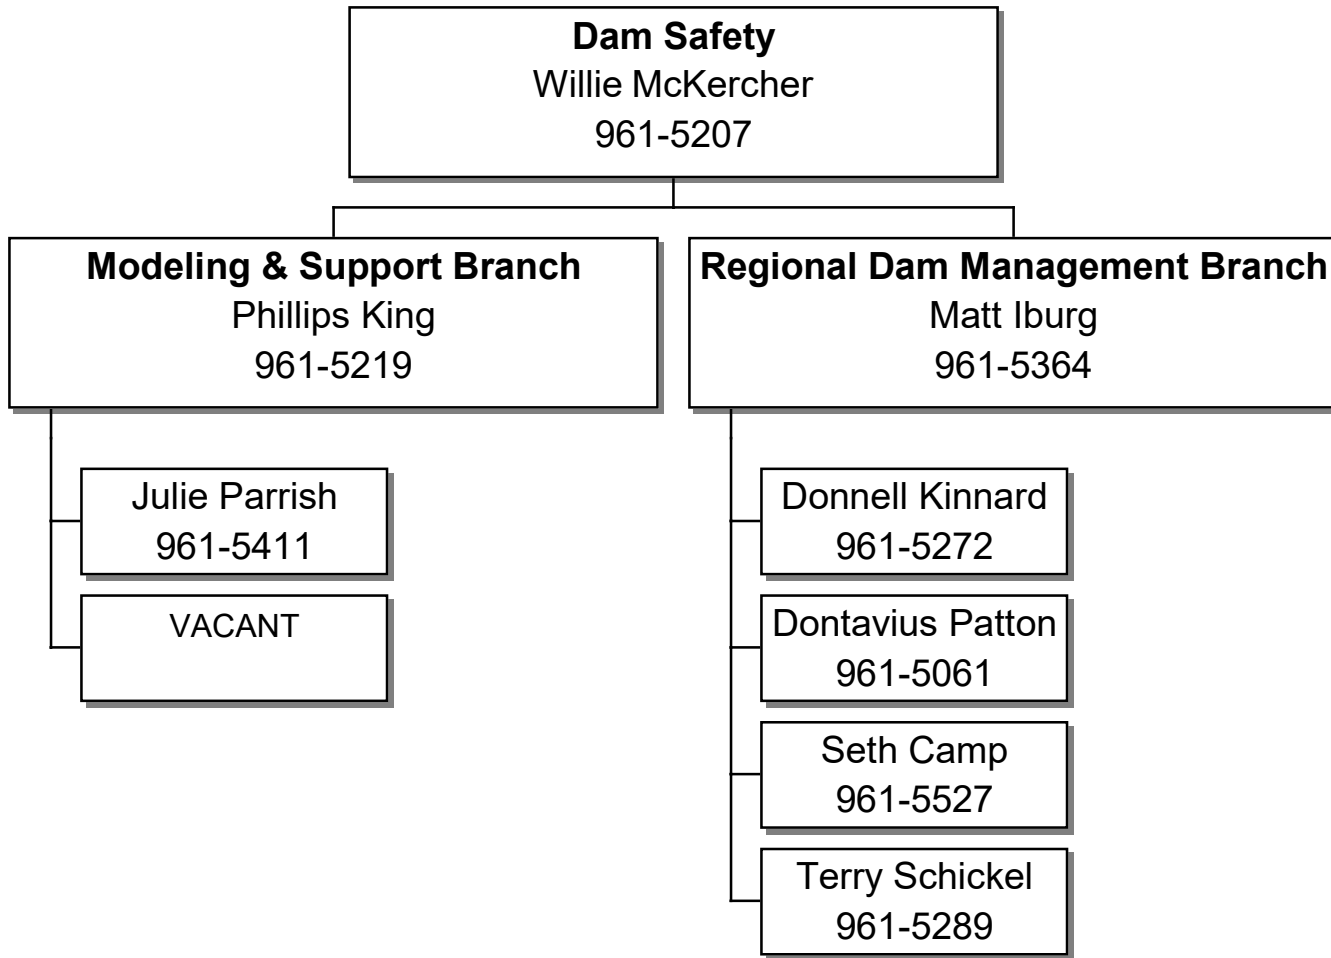 Dam Safety
Willie McKercher
961-5207
Modeling & Support Branch
Phillips King
961-5219
Regional Dam Management Branch
Matt Iburg
961-5364
Julie Parrish
961-5411
VACANT
Donnell Kinnard
961-5272
Dontavius Patton
961-5061
Seth Camp
961-5527
Terry Schickel
961-5289